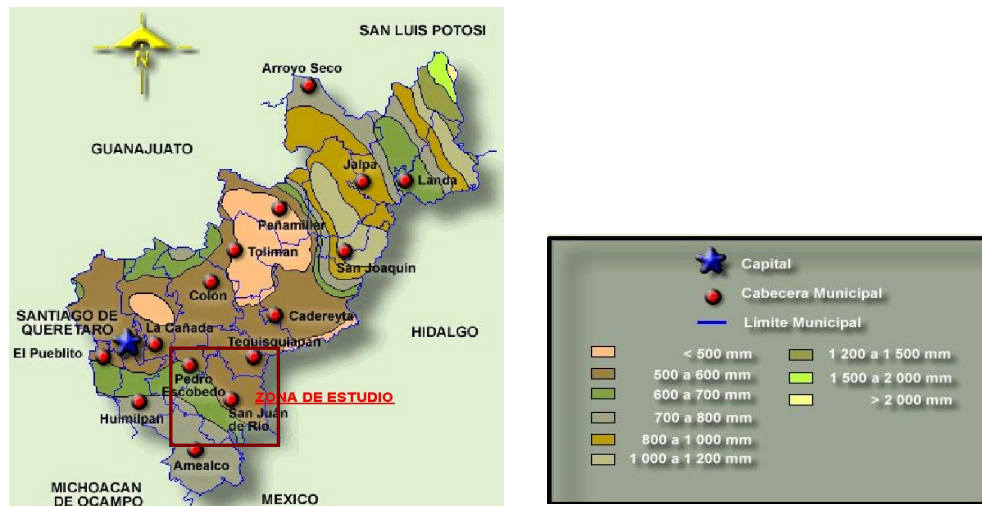 SAN LUIS POTOSI
N
Arroyo Seco
GUANAJUATO
Jalpa
Landa
Peñamiller
Toliman
San Joaquín
Colón
SANTIAGO DE
QUERETARO
La Cañada
Cadereyta
HIDALGO
El Pueblito
Tequisquiapan
Pedro
Escobedo
ZONA DE ESTUDIO
San Juán
de Río
Huimilpan
Amealco
MICHOACAN
DE OCAMPO
MEXICO
Capital
Cabecera Municipal
Límite Municipal
< 500 mm
500 a 600 mm
600 a 700 mm
700 a 800 mm
800 a 1 000 mm
1 000 a 1 200 mm
1 200 a 1 500 mm
1 500 a 2 000 mm
> 2 000 mm